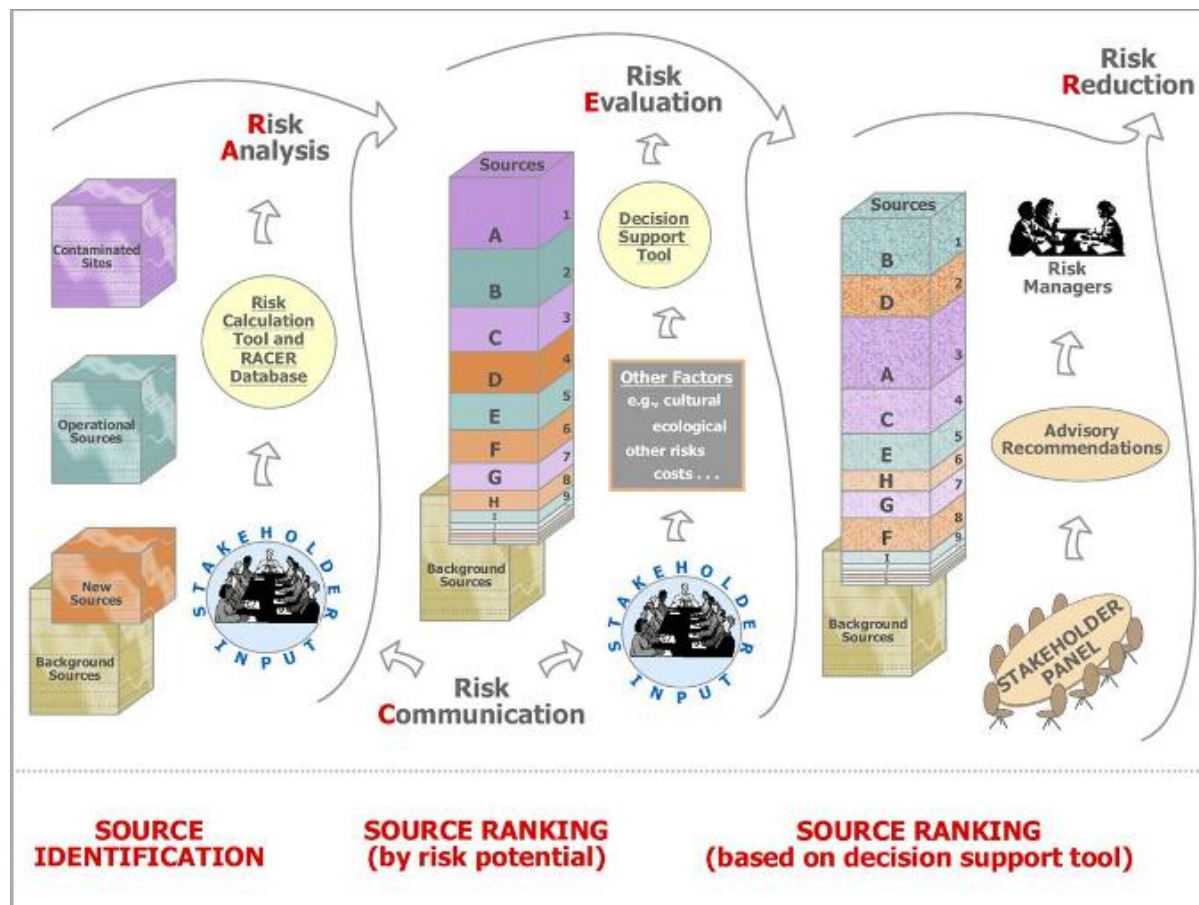 Risk
Analysis
Contaminated
Sites
Risk
Calculation
Tool and
RACER
Database
Operational
Sources
New
Sources
Background
Sources
STAKEHOLDER
INPUT
Risk
Evaluation
Sources
A
B
C
D
E
F
G
H
I
1
2
3
4
5
6
7
8
9
Background
Sources
Decision
Support
Tool
Other Factors
e.g., cultural
ecological
other risks
costs . . .
STAKEHOLDER
INPUT
Risk
Communication
Risk
Reduction
Sources
B
D
A
C
E
H
G
F
I
1
2
3
4
5
6
7
8
9
Background
Sources
Risk
Managers
Advisory
Recommendations
STAKEHOLDER
PANEL
SOURCE
IDENTIFICATION
SOURCE RANKING
(by risk potential)
SOURCE RANKING
(based on decision support tool)